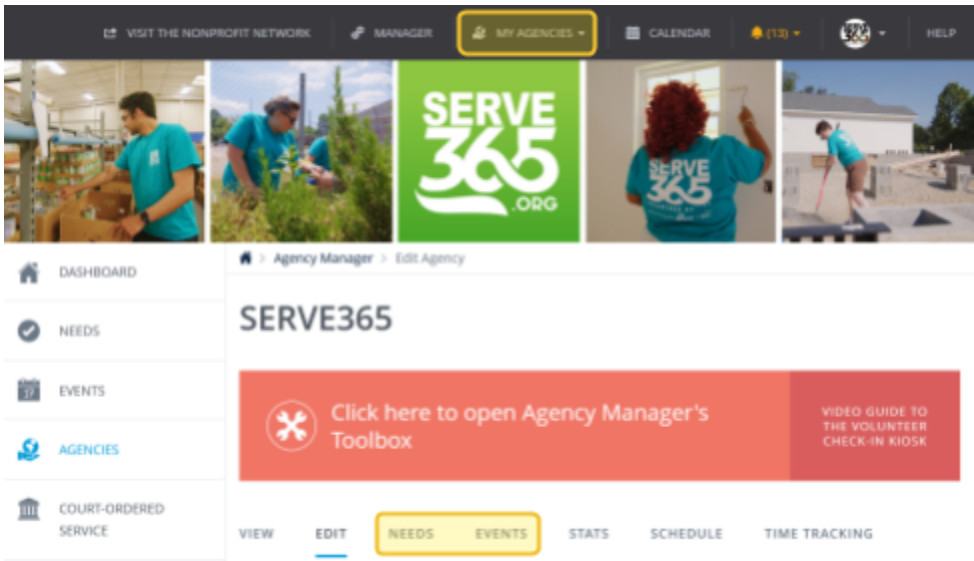 VISIT THE NONPROFIT NETWORK MANAGER MY AGENCIES CALENDAR (13) HELP
SERVE
365
.ORG
SERVE
365
DASHBOARD
NEEDS
EVENTS
AGENCIES
COURT-ORDERED
SERVICE
> Agency Manager > Edit Agency
SERVE365
Click here to open Agency Manager's
Toolbox
VIDEO GUIDE TO
THE VOLUNTEER
CHECK-IN KIOSK
VIEW EDIT NEEDS EVENTS STATS SCHEDULE TIME TRACKING